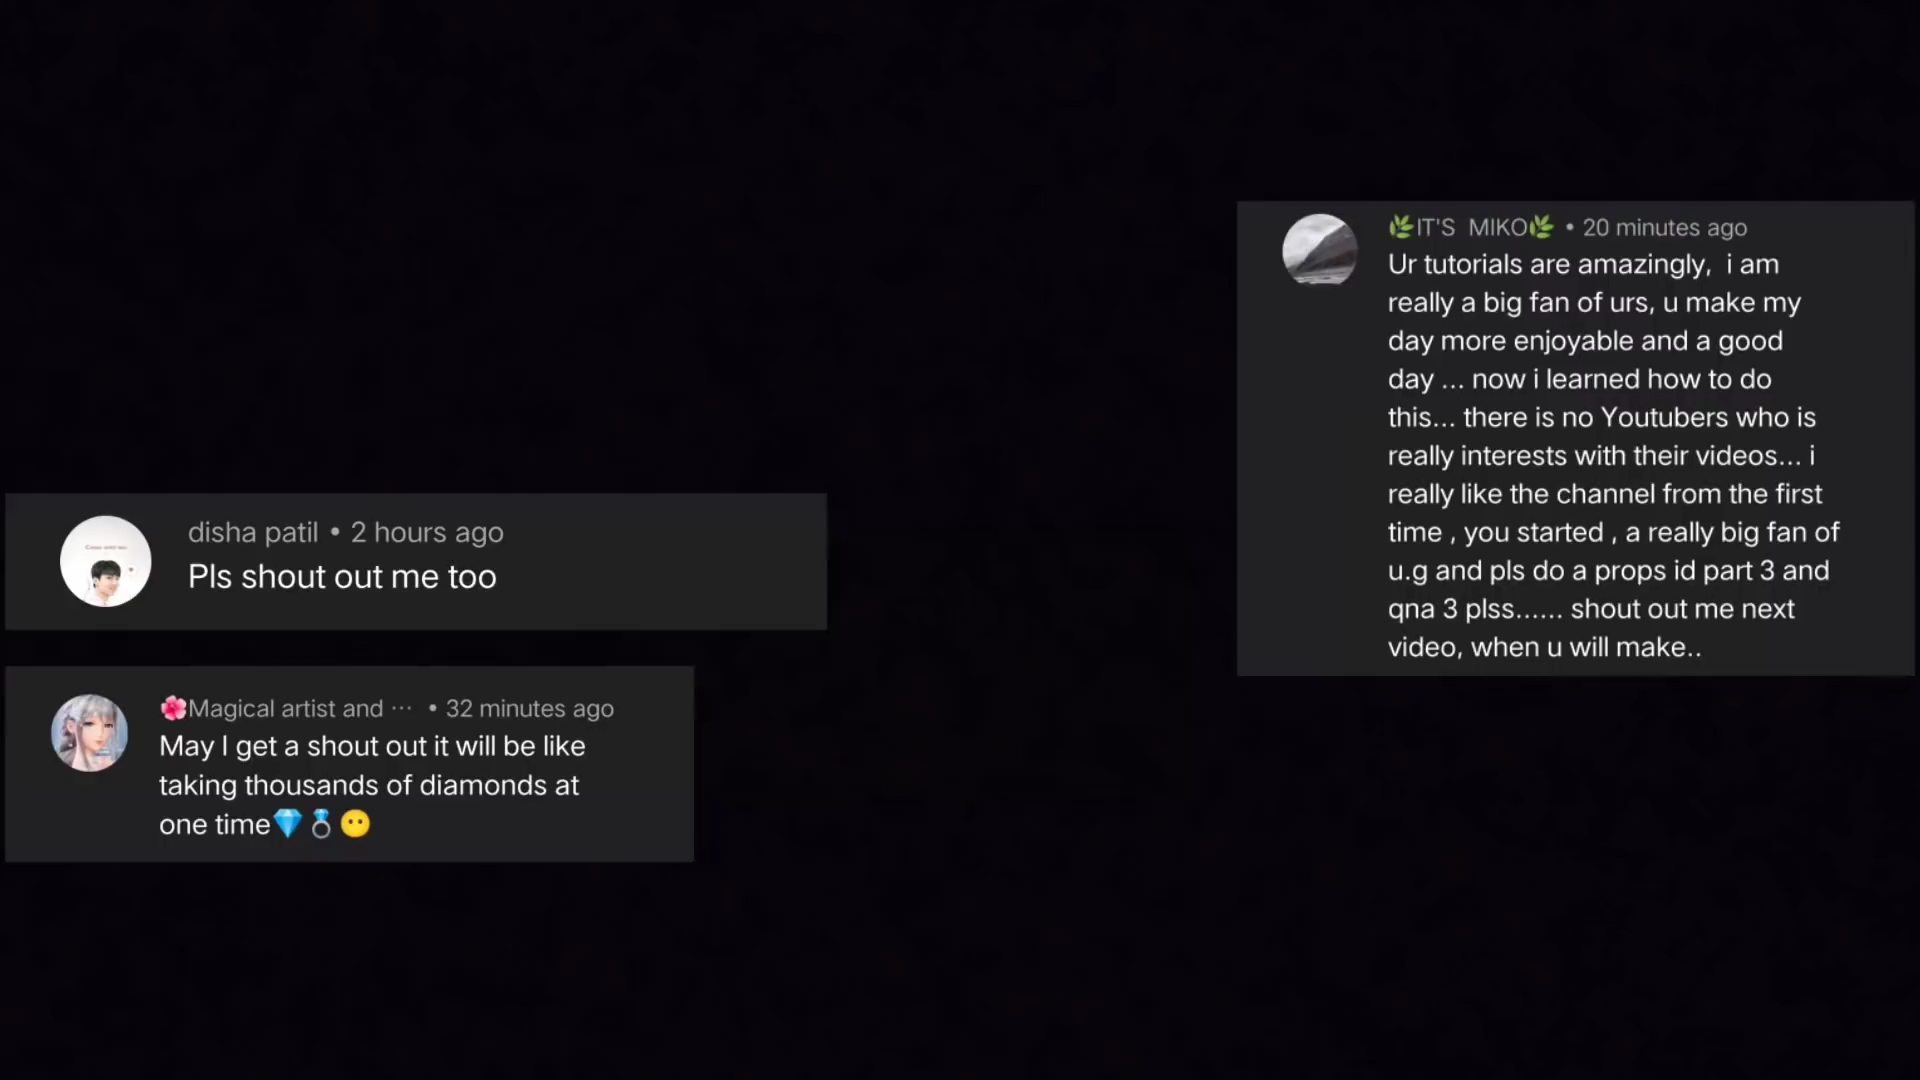 disha patil • 2 hours ago
Pls shout out me too
🌺Magical artist and ··· • 32 minutes ago
May I get a shout out it will be like
taking thousands of diamonds at
one time💎💍😶
🌿IT'S  MIKO🌿 • 20 minutes ago
Ur tutorials are amazingly,  i am
really a big fan of urs, u make my
day more enjoyable and a good
day ... now i learned how to do
this... there is no Youtubers who is
really interests with their videos... i
really like the channel from the first
time , you started , a really big fan of
u.g and pls do a props id part 3 and
qna 3 plss...... shout out me next
video, when u will make..